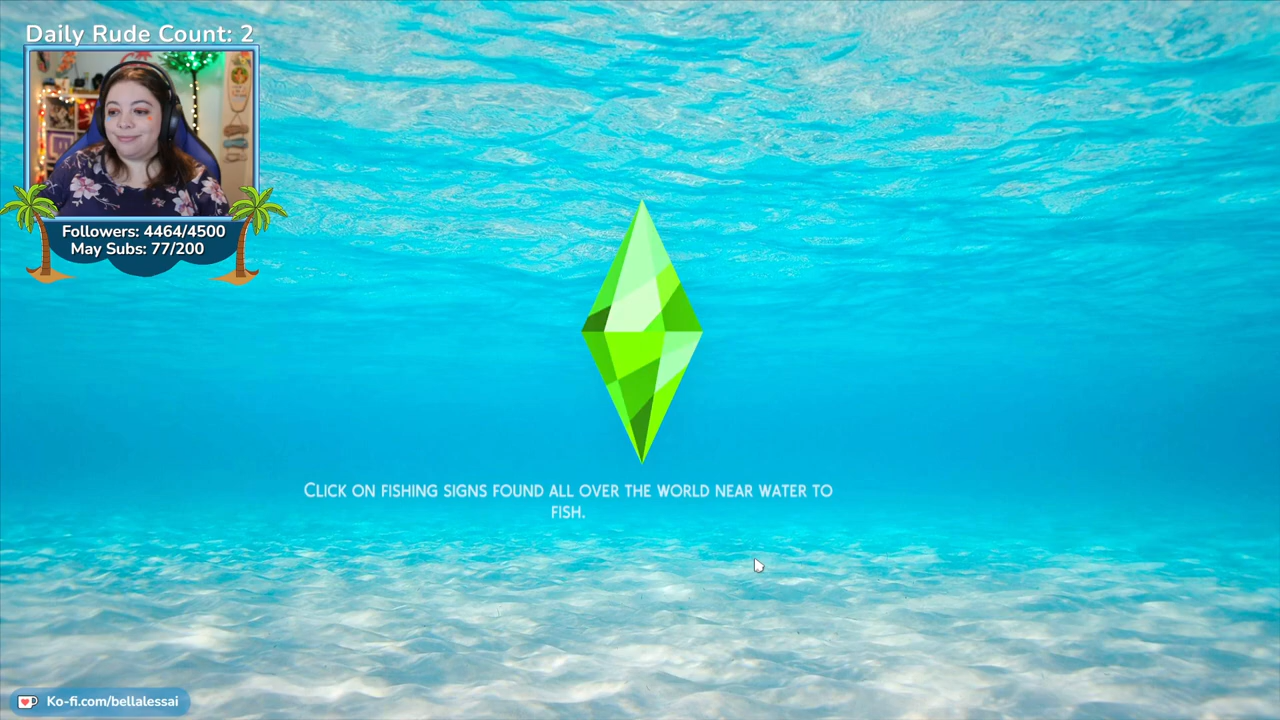 Daily Rude Count: 2
Followers: 4464/4500
May Subs: 77/200
Click on fishing signs found all over the world near water to
fish.
Ko-fi.com/bellalessai